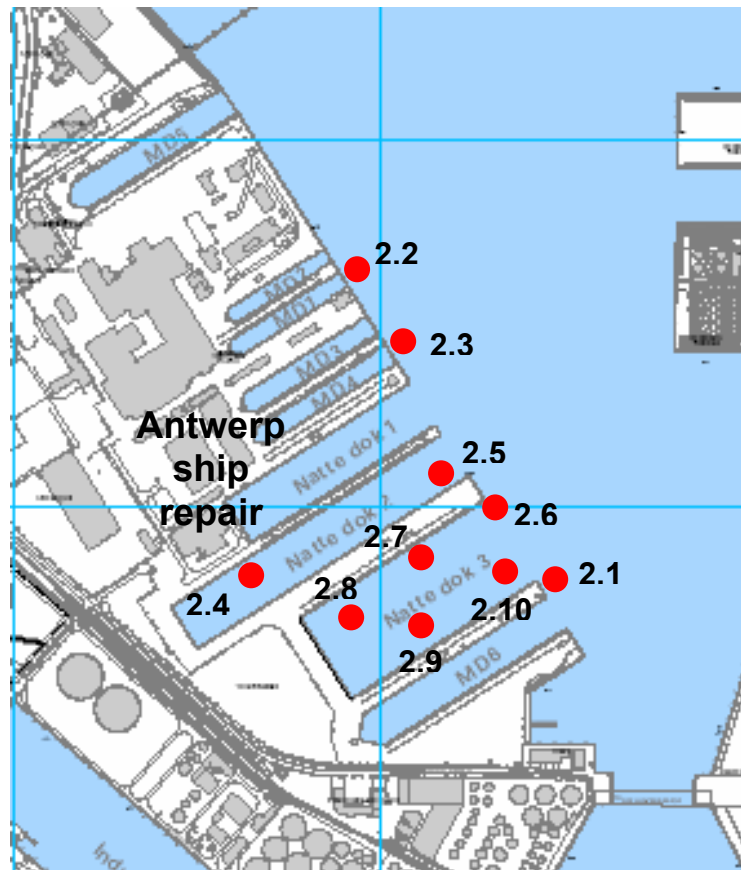 MD5
2.2
MD2
MD1
2.3
MD3
MD4
Antwerp
ship
repair
Natte dok 1
2.5
Natte dok 2
2.6
2.7
Natte dok 3
2.1
2.8
2.4
2.10
2.9
MD6